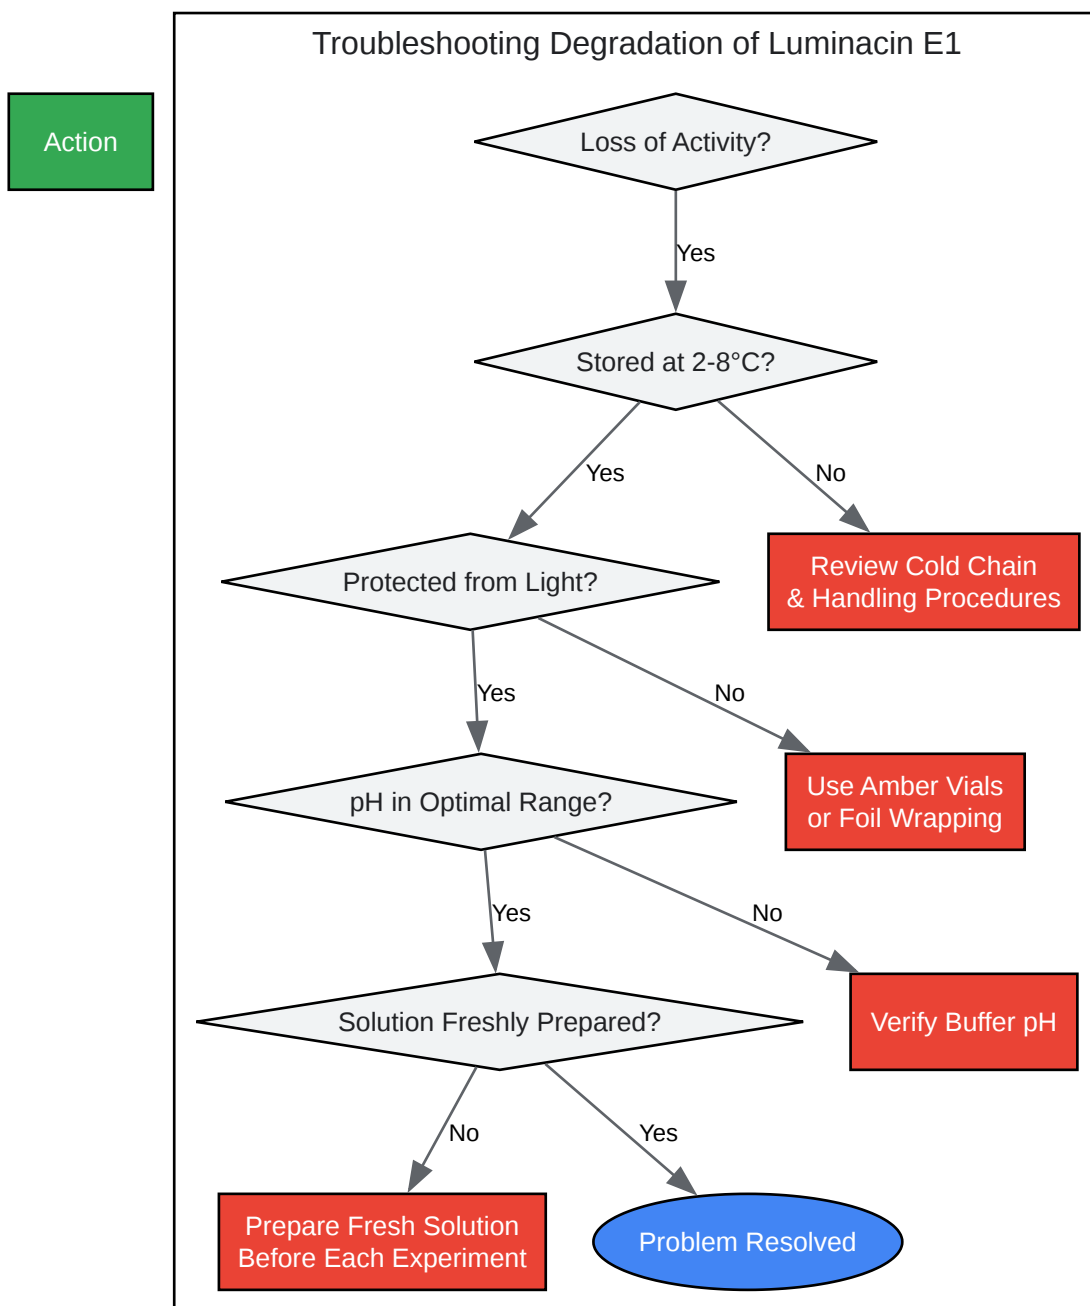 Troubleshooting Degradation of Luminacin E1
Action
Loss of Activity?
Yes
Stored at 2-8°C?
Yes
No
Protected from Light?
Review Cold Chain
& Handling Procedures
Yes
No
pH in Optimal Range?
Use Amber Vials
or Foil Wrapping
Yes
No
Solution Freshly Prepared?
Verify Buffer pH
No
Yes
Prepare Fresh Solution
Before Each Experiment
Problem Resolved